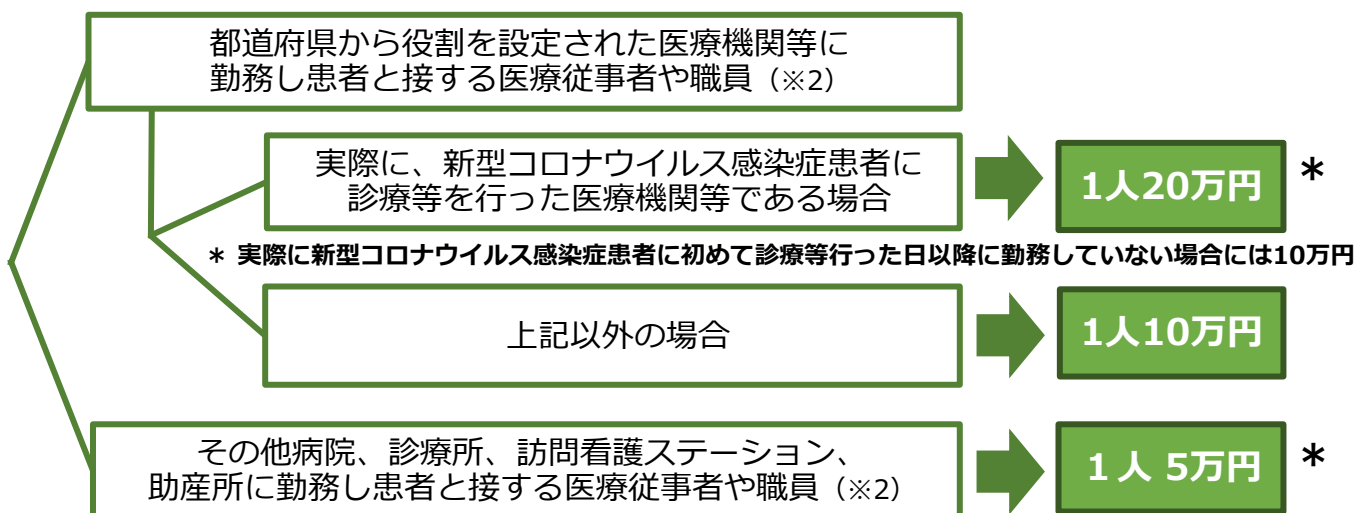 都道府県から役割を設定された医療機関等に
勤務し患者と接する医療従事者や職員（※2）
実際に、新型コロナウイルス感染症患者に
診療等を行った医療機関等である場合
1人20万円 *
* 実際に新型コロナウイルス感染症患者に初めて診療等行った日以降に勤務していない場合には10万円
上記以外の場合
1人10万円
その他病院、診療所、訪問看護ステーション、
助産所に勤務し患者と接する医療従事者や職員（※2）
１人 5万円 *